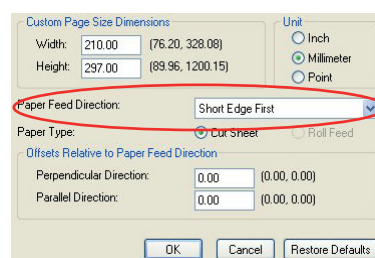 Custom Page Size Dimensions
Width: 210.00 (76.20, 328.08)
Height: 297.00 (89.96, 1200.15)
Unit
Inch
Millimeter
Point
Paper Feed Direction: Short Edge First
Paper Type: Cut Sheet Roll Feed
Offsets Relative to Paper Feed Direction
Perpendicular Direction: 0.00 (0.00, 0.00)
Parallel Direction: 0.00 (0.00, 0.00)
OK Cancel Restore Defaults